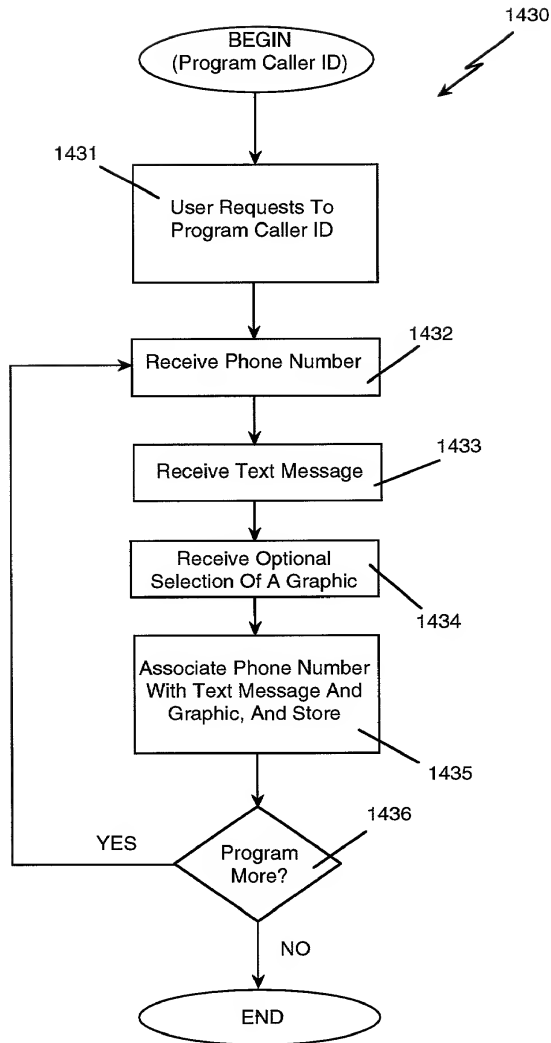 1430
BEGIN
(Program Caller ID)
1431
User Requests To
Program Caller ID
1432
Receive Phone Number
1433
Receive Text Message
Receive Optional
Selection Of A Graphic
1434
Associate Phone Number
With Text Message And
Graphic, And Store
1435
1436
YES
Program
More?
NO
END